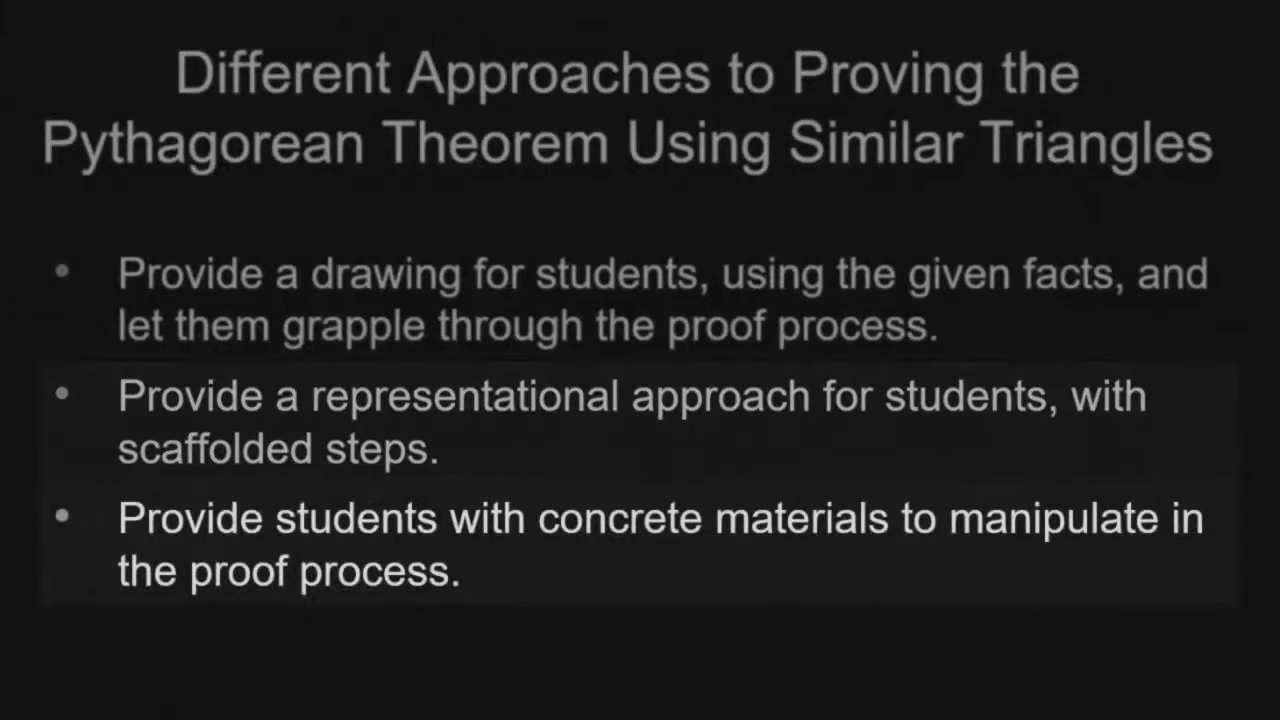 Different Approaches to Proving the
Pythagorean Theorem Using Similar Triangles
• Provide a drawing for students, using the given facts, and
let them grapple through the proof process.
• Provide a representational approach for students, with
scaffolded steps.
• Provide students with concrete materials to manipulate in
the proof process.